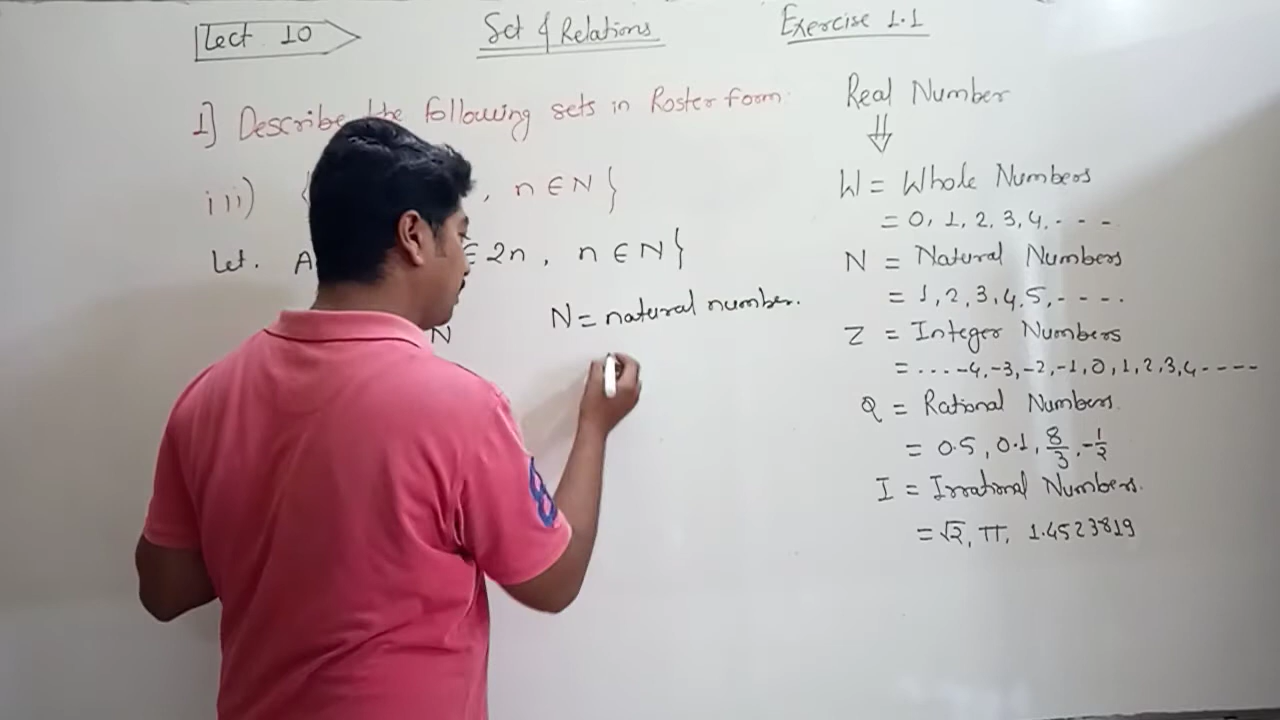 Lect 10
Set & Relations
Exercise 1.1
1] Describe the following sets in Roster form.
iii) { , n ∈ N }
Let. A ∈ 2n , n ∈ N }
N
N = natural number.
Real Number
⇓
W = Whole Numbers
= 0, 1, 2, 3, 4, - - -
N = Natural Numbers
= 1, 2, 3, 4, 5, - - - -
Z = Integer Numbers
= .... -4, -3, -2, -1, 0, 1, 2, 3, 4 - - - -
Q = Rational Numbers.
= 0.5, 0.1, 8/3, -1/2
I = Irrational Numbers.
= √2, π, 1.4523819